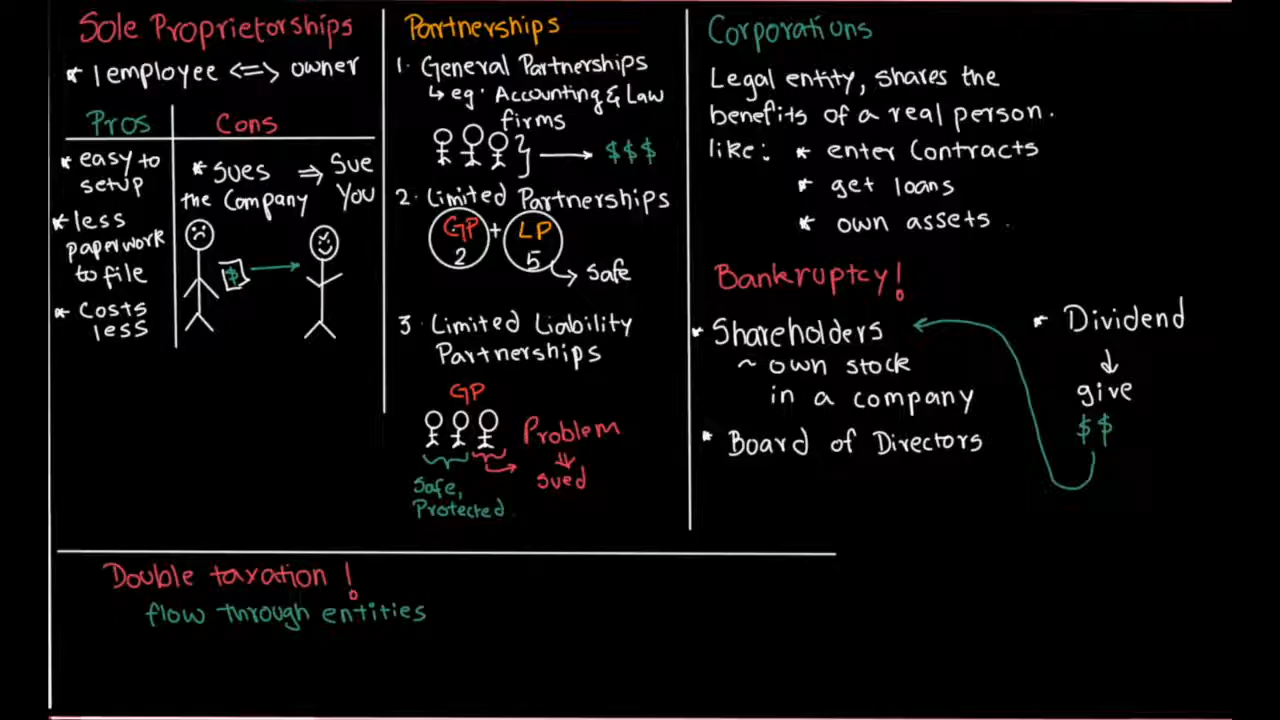 Sole Proprietorships
* 1 employee <=> owner
Pros
Cons
* easy to
setup
* less
paperwork
to file
* Costs
less
* Sues => Sue
the Company You
$
Partnerships
1. General Partnerships
↳ eg. Accounting & Law
firms
$$$
2. Limited Partnerships
GP + LP
2 5
Safe
3. Limited Liability
Partnerships
GP
Problem
sued
Safe,
Protected
Corporations
Legal entity, shares the
benefits of a real person.
like: * enter Contracts
* get loans
* own assets.
Bankruptcy!
* Shareholders
~ own stock
in a company
* Board of Directors
* Dividend
give
$$
Double taxation!
flow through entities